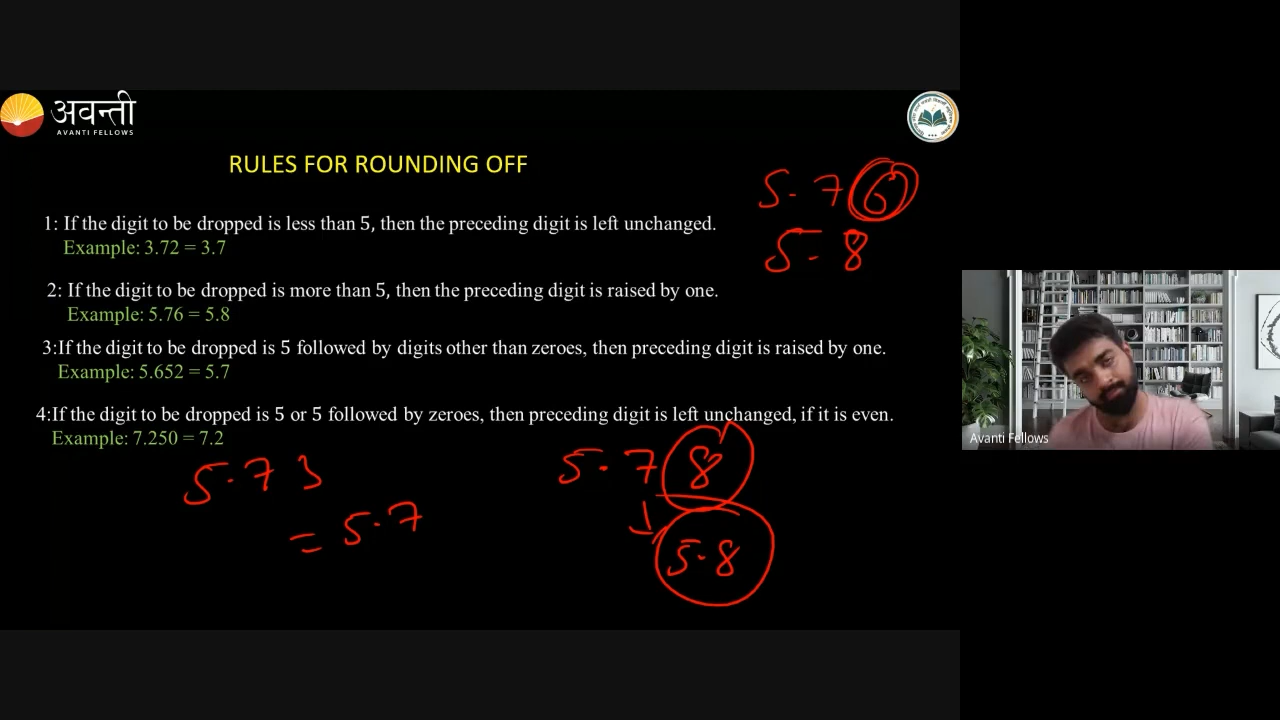 अवन्ती
AVANTI FELLOWS
RULES FOR ROUNDING OFF
5.76
5.8
1: If the digit to be dropped is less than 5, then the preceding digit is left unchanged.
Example: 3.72 = 3.7
2: If the digit to be dropped is more than 5, then the preceding digit is raised by one.
Example: 5.76 = 5.8
3:If the digit to be dropped is 5 followed by digits other than zeroes, then preceding digit is raised by one.
Example: 5.652 = 5.7
4:If the digit to be dropped is 5 or 5 followed by zeroes, then preceding digit is left unchanged, if it is even.
Example: 7.250 = 7.2
5.73
= 5.7
5.78
5.8
Avanti Fellows